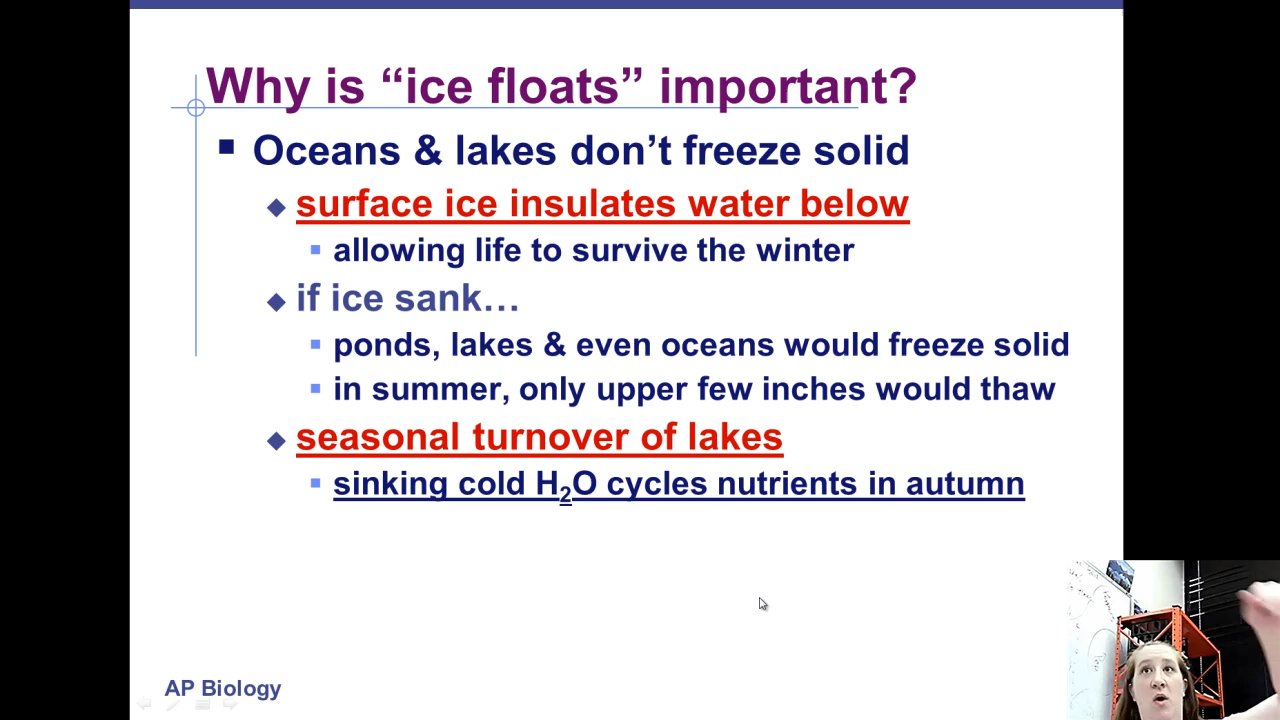 Why is “ice floats” important?
Oceans & lakes don’t freeze solid
surface ice insulates water below
allowing life to survive the winter
if ice sank…
ponds, lakes & even oceans would freeze solid
in summer, only upper few inches would thaw
seasonal turnover of lakes
sinking cold H₂O cycles nutrients in autumn
AP Biology